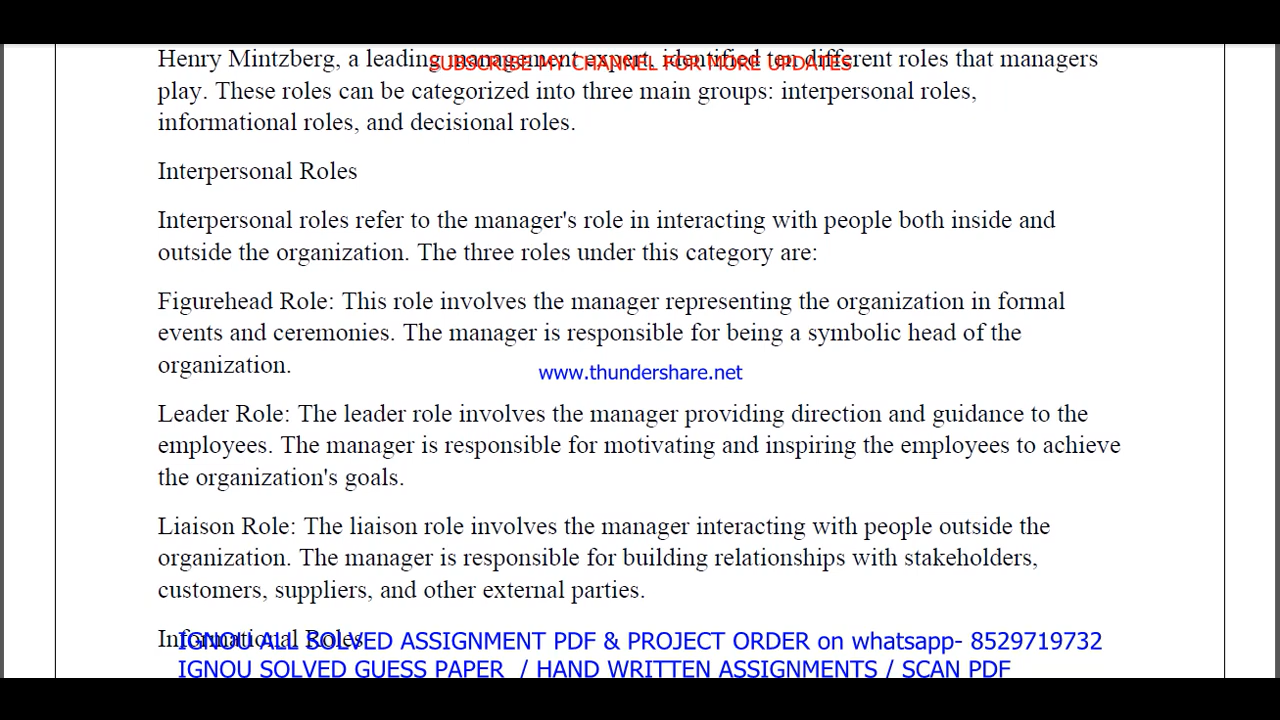 Henry Mintzberg, a leading management expert, identified ten different roles that managers
SUBSCRIBE MY CHANNEL FOR MORE UPDATES
play. These roles can be categorized into three main groups: interpersonal roles,
informational roles, and decisional roles.
Interpersonal Roles
Interpersonal roles refer to the manager's role in interacting with people both inside and
outside the organization. The three roles under this category are:
Figurehead Role: This role involves the manager representing the organization in formal
events and ceremonies. The manager is responsible for being a symbolic head of the
organization.
www.thundershare.net
Leader Role: The leader role involves the manager providing direction and guidance to the
employees. The manager is responsible for motivating and inspiring the employees to achieve
the organization's goals.
Liaison Role: The liaison role involves the manager interacting with people outside the
organization. The manager is responsible for building relationships with stakeholders,
customers, suppliers, and other external parties.
Informational Roles
IGNOU ALL SOLVED ASSIGNMENT PDF & PROJECT ORDER on whatsapp- 8529719732
IGNOU SOLVED GUESS PAPER / HAND WRITTEN ASSIGNMENTS / SCAN PDF